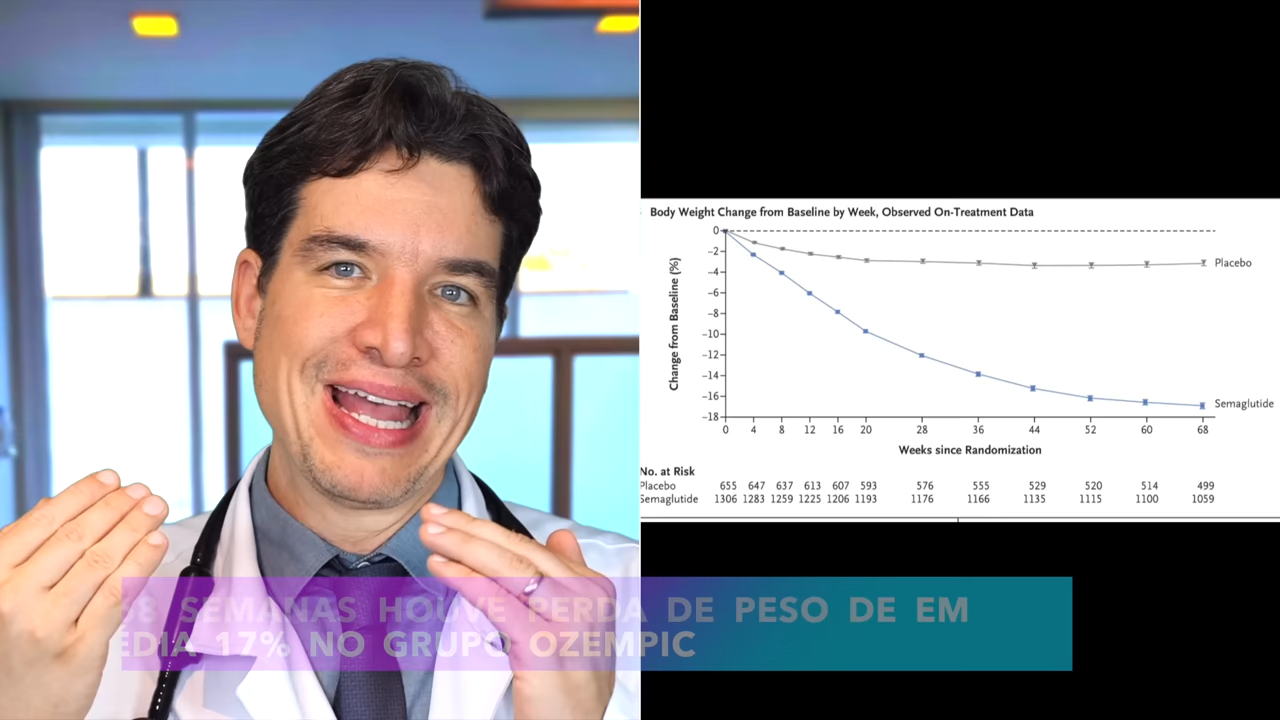 Body Weight Change from Baseline by Week, Observed On-Treatment Data
Change from Baseline (%)
0
-2
-4
-6
-8
-10
-12
-14
-16
-18
Placebo
Semaglutide
0 4 8 12 16 20 28 36 44 52 60 68
Weeks since Randomization
No. at Risk
Placebo 655 647 637 613 607 593 576 555 529 520 514 499
Semaglutide 1306 1283 1259 1225 1206 1193 1176 1166 1135 1115 1100 1059
68 SEMANAS HOUVE PERDA DE PESO DE EM
ÉDIA 17% NO GRUPO OZEMPIC